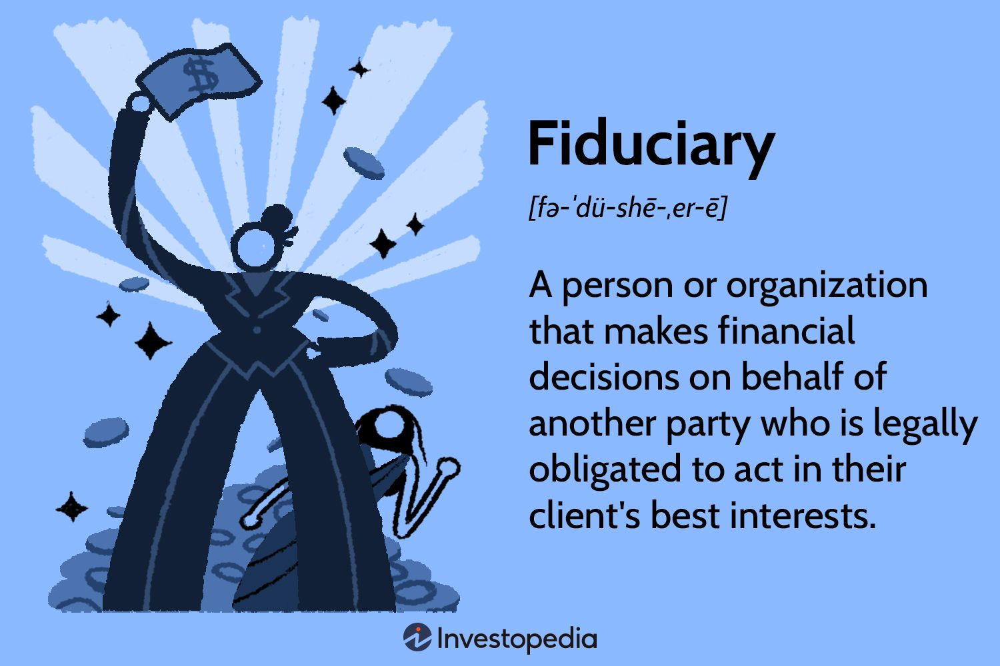 $
Fiduciary
[fə-ˈdü-shē-ˌer-ē]
A person or organization
that makes financial
decisions on behalf of
another party who is legally
obligated to act in their
client's best interests.
Investopedia